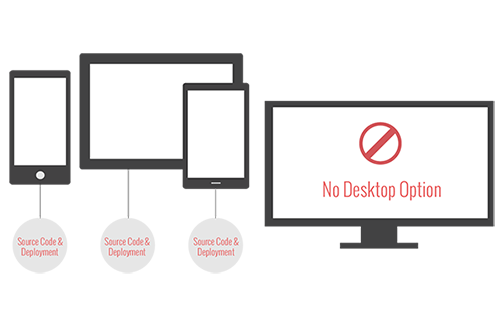 No Desktop Option
Source Code &
Deployment
Source Code &
Deployment
Source Code &
Deployment